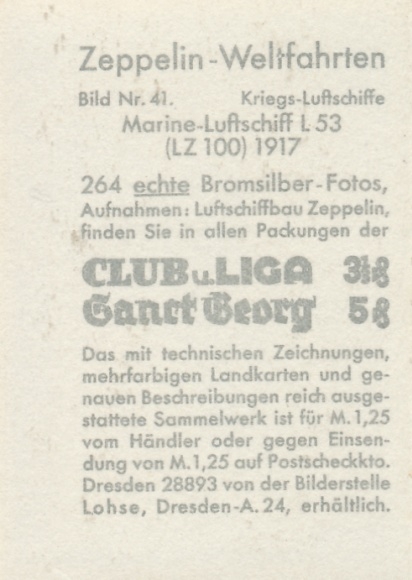 Zeppelin-Weltfahrten
Bild Nr. 41. Kriegs-Luftschiffe
Marine-Luftschiff L 53
(LZ 100) 1917
264 echte Bromsilber-Fotos,
Aufnahmen: Luftschiffbau Zeppelin,
finden Sie in allen Packungen der
CLUB u. LIGA 3⅓ ₰
Sanct Georg 5 ₰
Das mit technischen Zeichnungen,
mehrfarbigen Landkarten und ge-
nauen Beschreibungen reich ausge-
stattete Sammelwerk ist für M. 1,25
vom Händler oder gegen Einsen-
dung von M. 1,25 auf Postscheckkto.
Dresden 28893 von der Bilderstelle
Lohse, Dresden-A. 24, erhältlich.